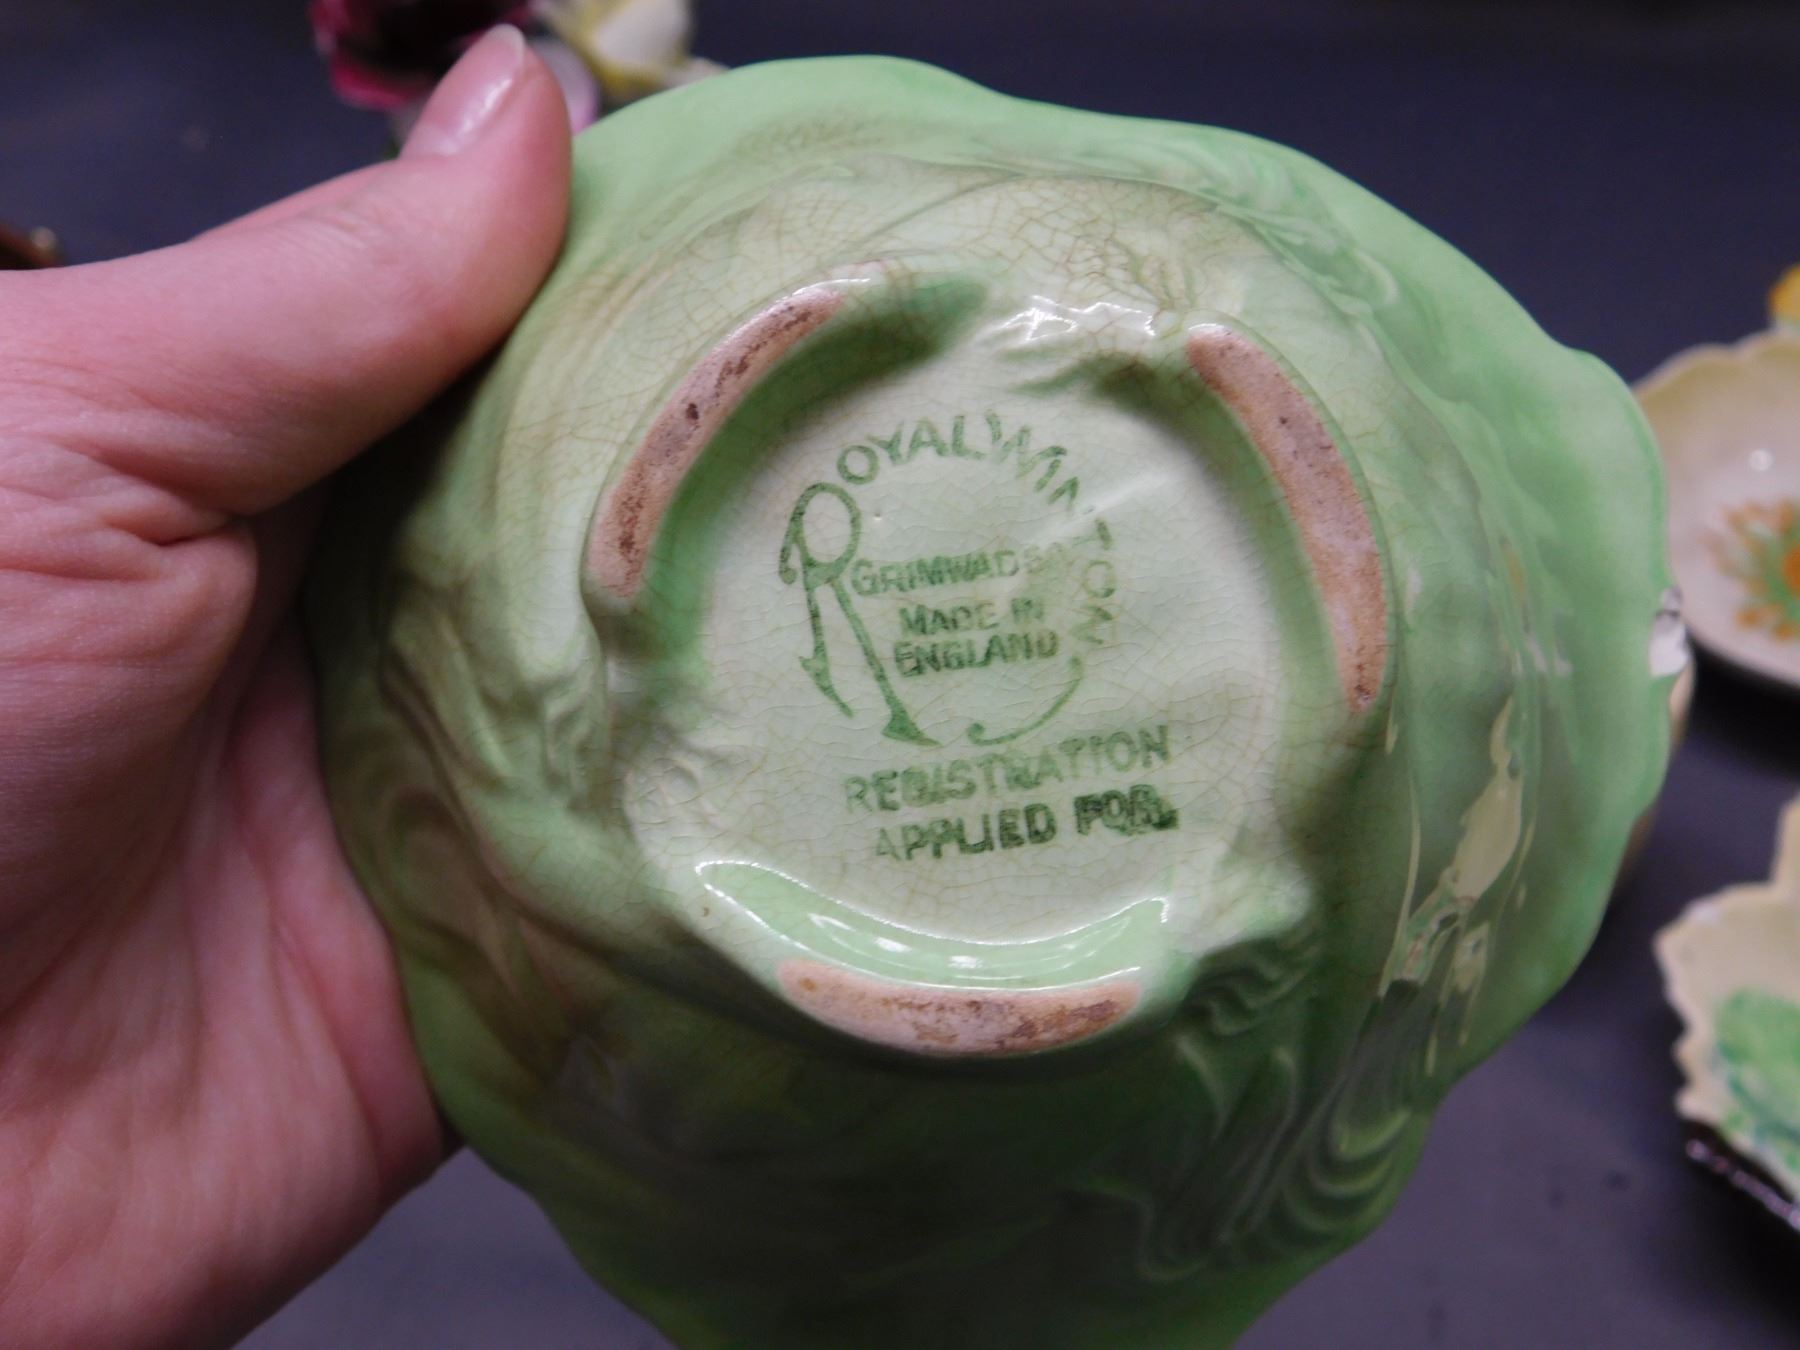 ROYAL WINTON
GRIMWADES
MADE IN
ENGLAND
REGISTRATION
APPLIED FOR.